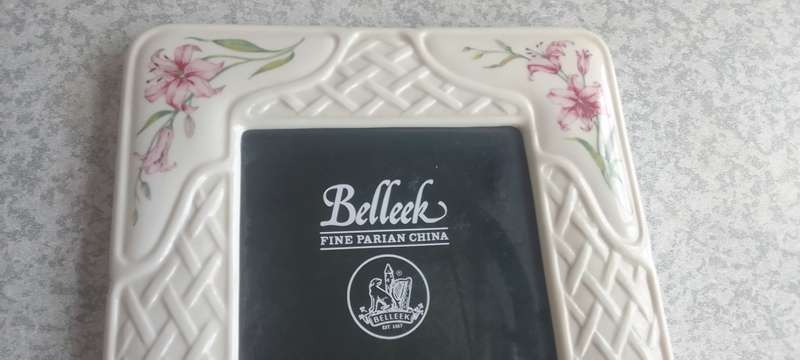 Belleek
FINE PARIAN CHINA
®
BELLEEK
EST. 1857